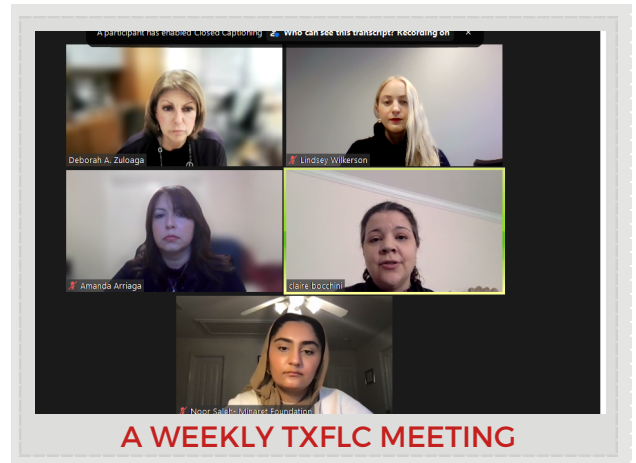 A participant has enabled Closed Captioning Who can see this transcript? Recording on ×
Deborah A. Zuloaga
Lindsey Wilkerson
Amanda Arriaga
claire bocchini
Noor Saleh- Minaret Foundation
A WEEKLY TXFLC MEETING